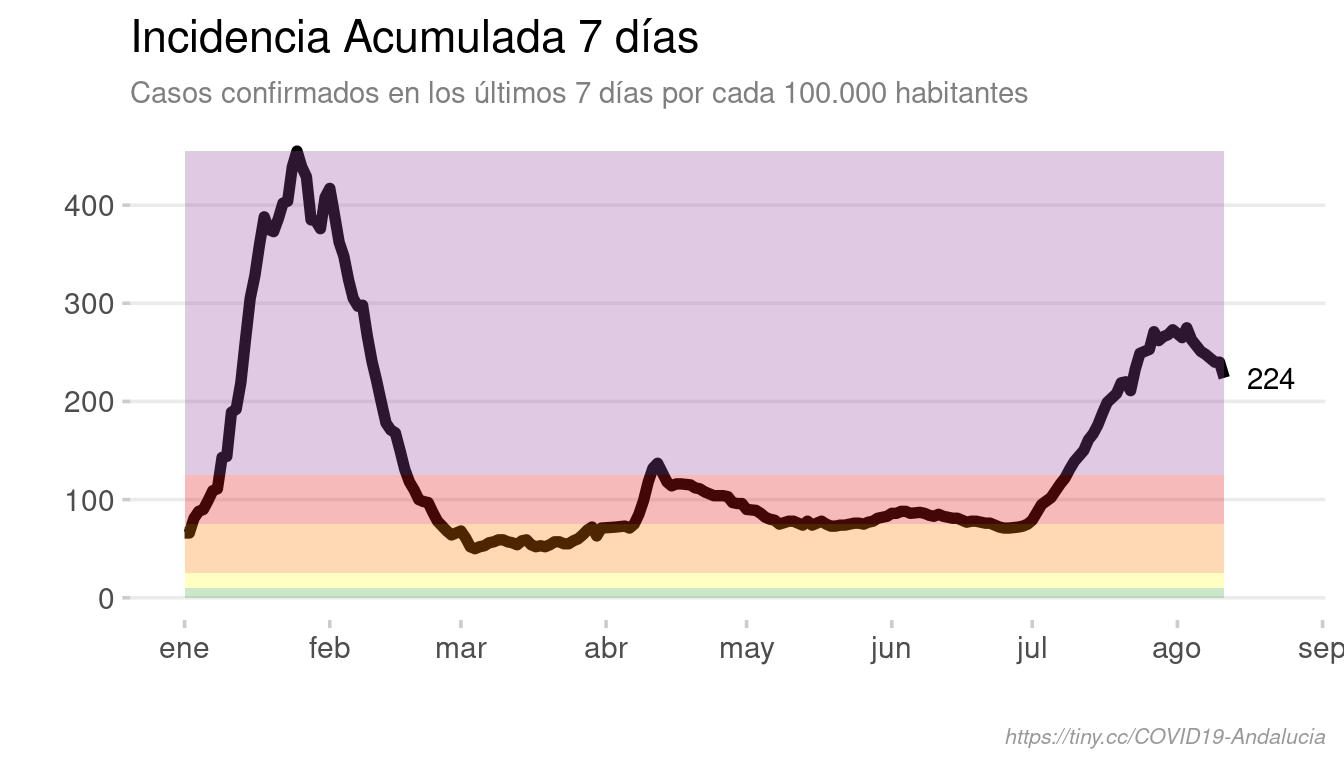 Incidencia Acumulada 7 días
Casos confirmados en los últimos 7 días por cada 100.000 habitantes
400
300
224
200
100
0
ene feb mar abr may jun jul ago sep
https://tiny.cc/COVID19-Andalucia